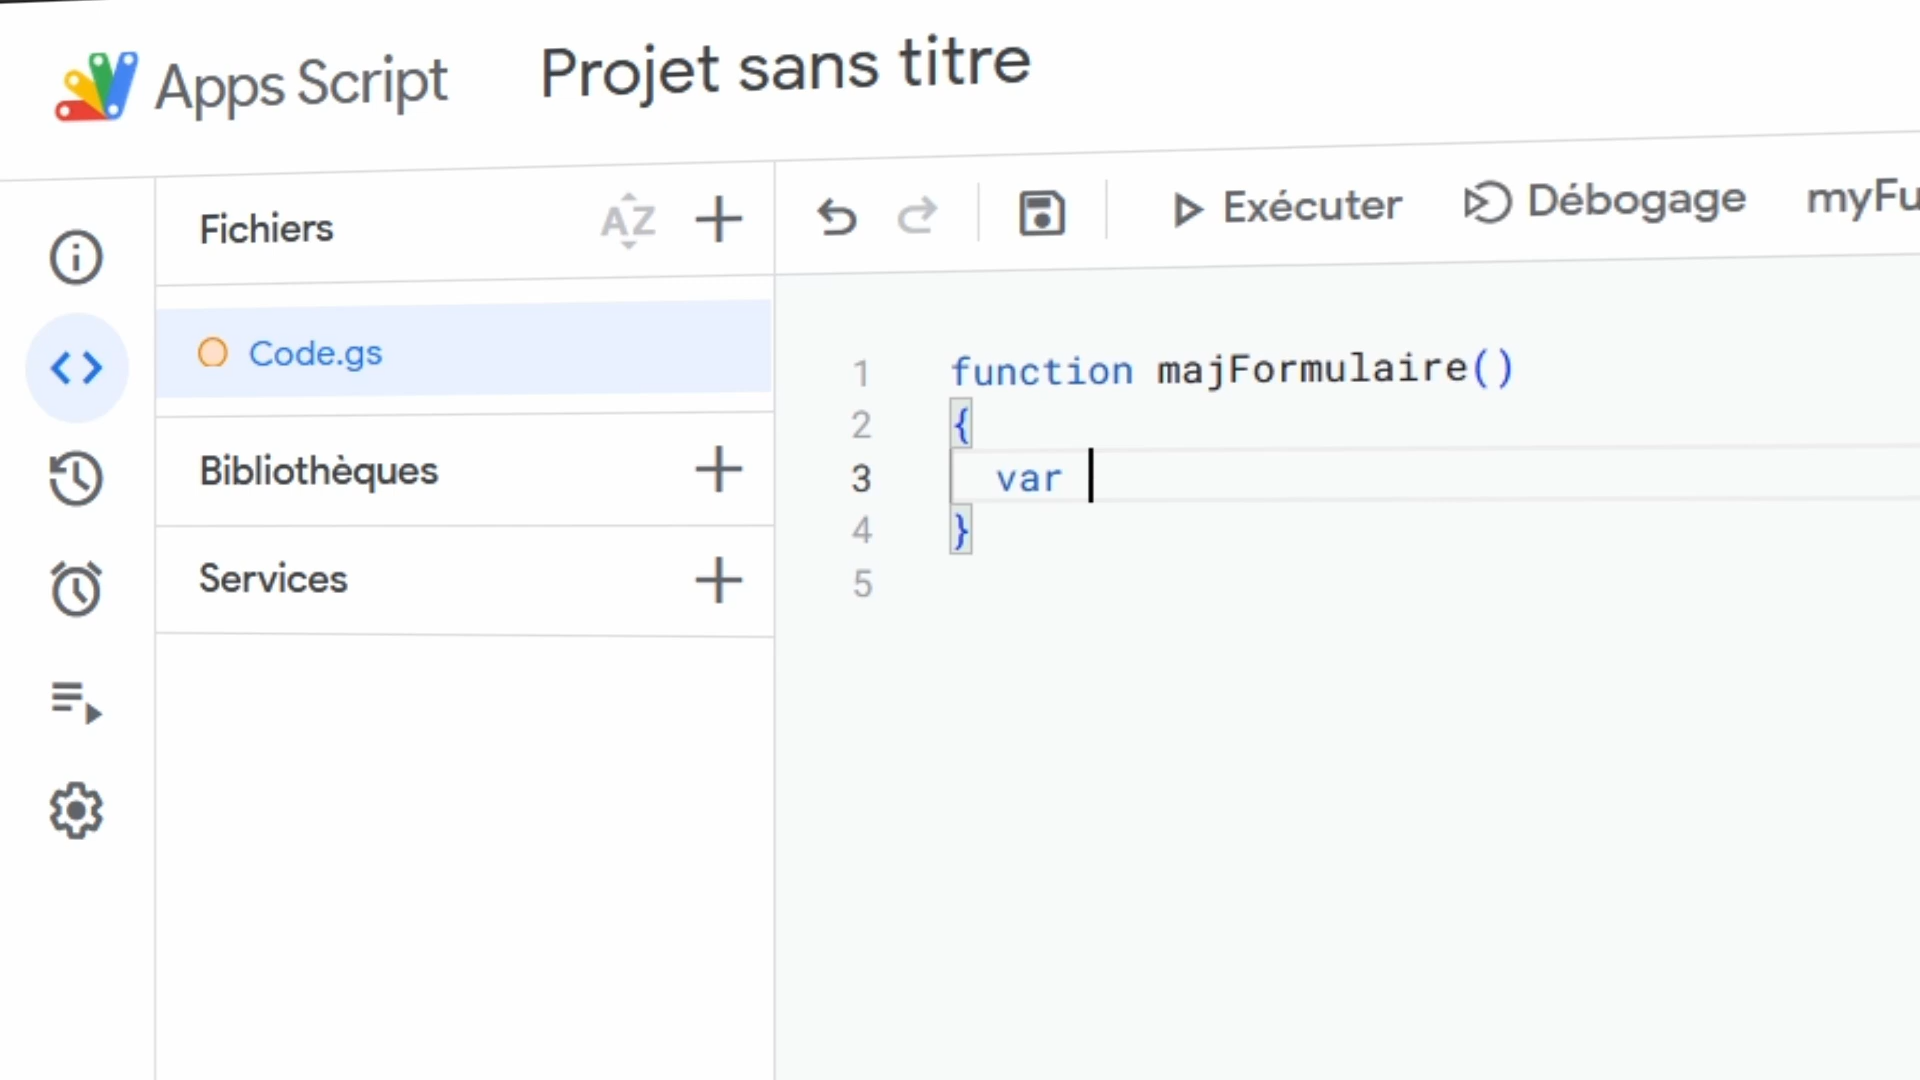 Apps Script Projet sans titre
Fichiers AZ
Exécuter Débogage myFu
Code.gs
Bibliothèques
Services
1 function majFormulaire()
2 {
3 var
4 }
5